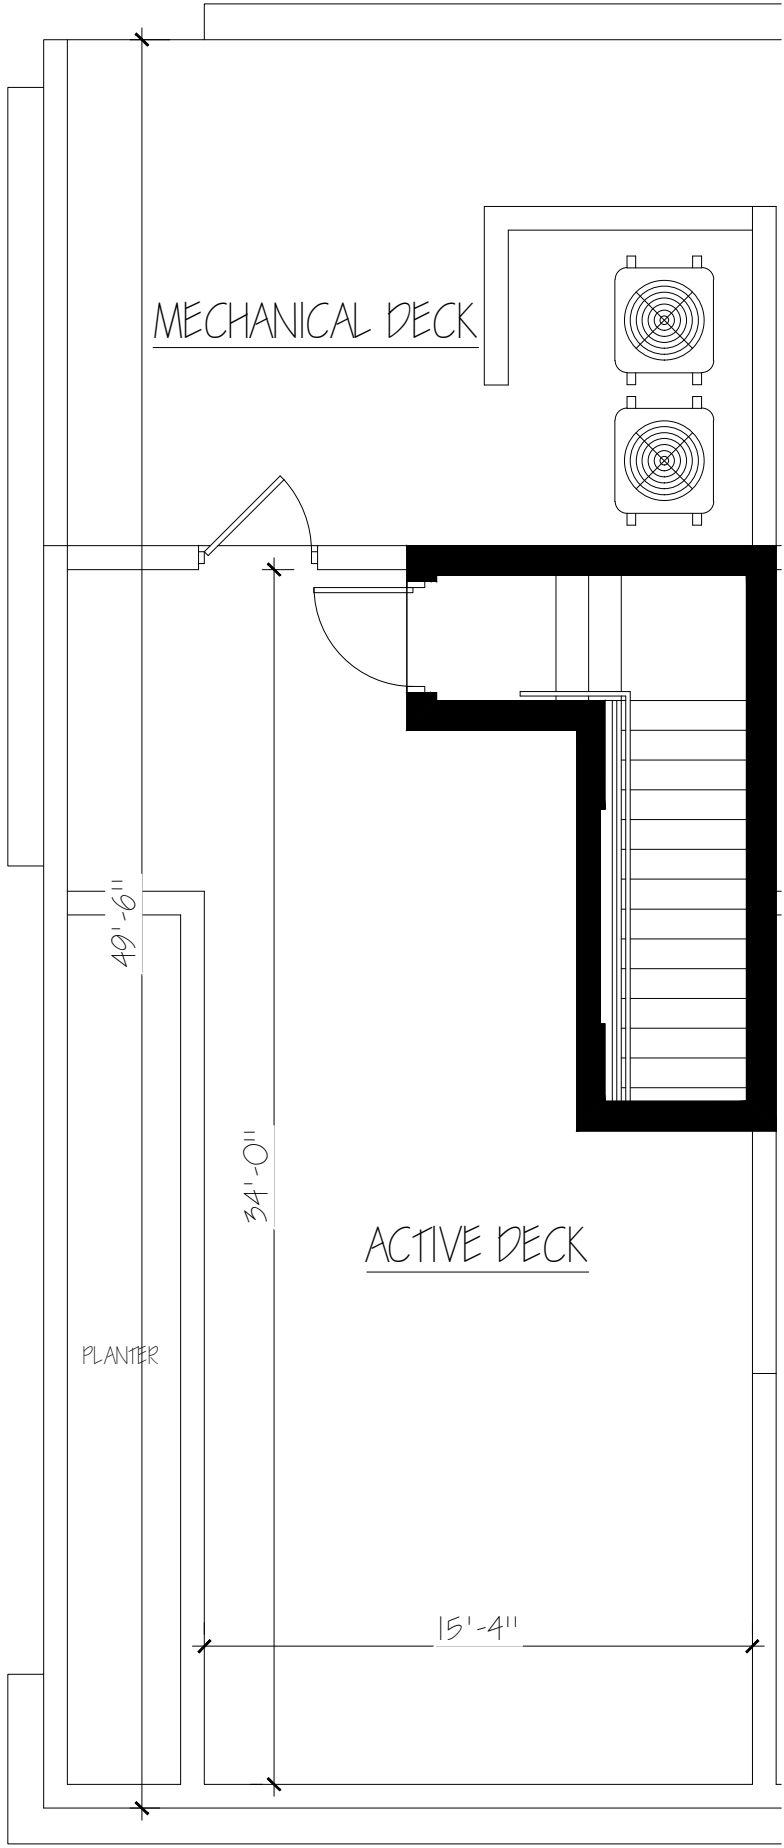 MECHANICAL DECK
49'-6"
34'-0"
ACTIVE DECK
PLANTER
15'-4"